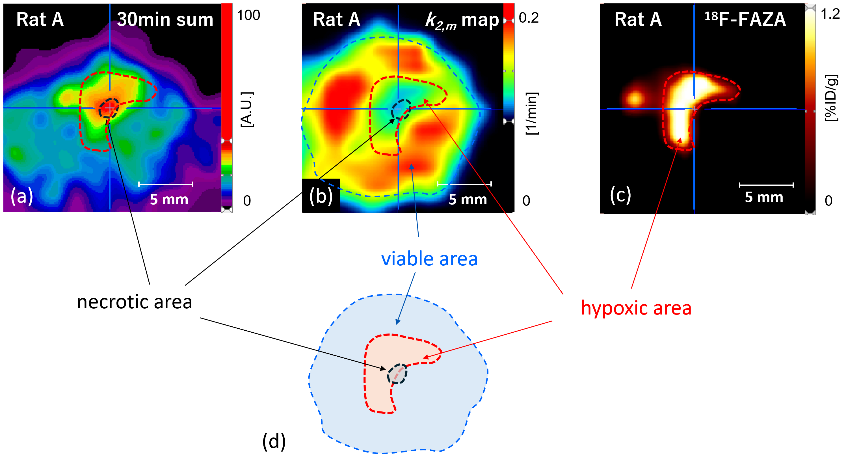 Rat A 30min sum
100
[A.U.]
0
(a)
5 mm
Rat A k2,m map
0.2
[1/min]
0
(b)
5 mm
Rat A 18F-FAZA
1.2
[%ID/g]
0
(c)
5 mm
viable area
necrotic area
hypoxic area
(d)